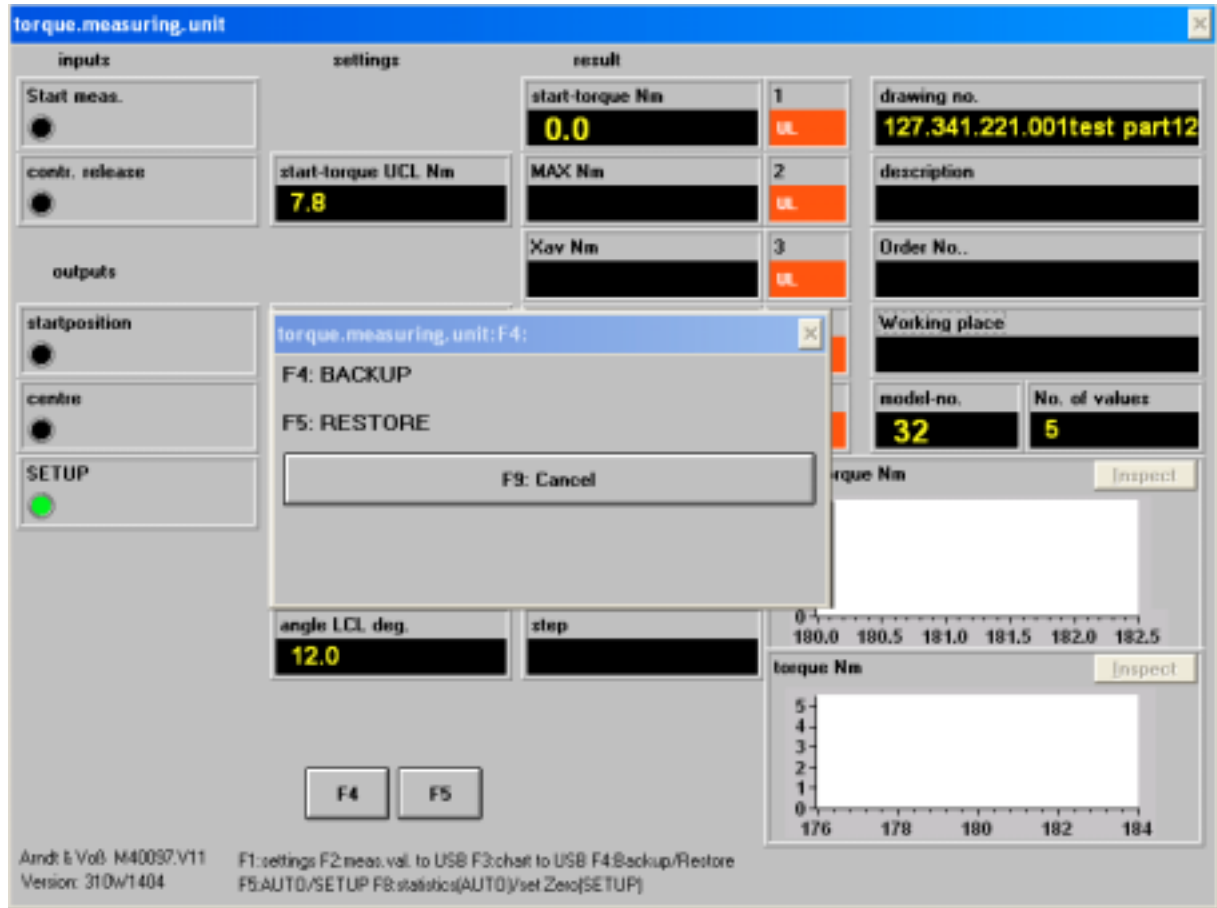 torque.measuring.unit
inputs
settings
result
Start meas.
start-torque Nm
0.0
1
UL
drawing no.
127.341.221.001test part12
contr. release
start-torque UCL Nm
7.8
MAX Nm
2
UL
description
outputs
Xav Nm
3
UL
Order No..
startposition
Working place
centre
model-no.
32
No. of values
5
SETUP
torque.measuring.unit:F4:
F4: BACKUP
F5: RESTORE
F9: Cancel
rque Nm
Inspect
0
180.0 180.5 181.0 181.5 182.0 182.5
angle LCL deg.
12.0
step
torque Nm
Inspect
5
4
3
2
1
0
176 178 180 182 184
F4
F5
Arndt & Voß M40097.V11
Version: 310W1404
F1:settings F2:meas.val. to USB F3:chart to USB F4:Backup/Restore
F5:AUTO/SETUP F8:statistics(AUTO)/set Zero(SETUP)